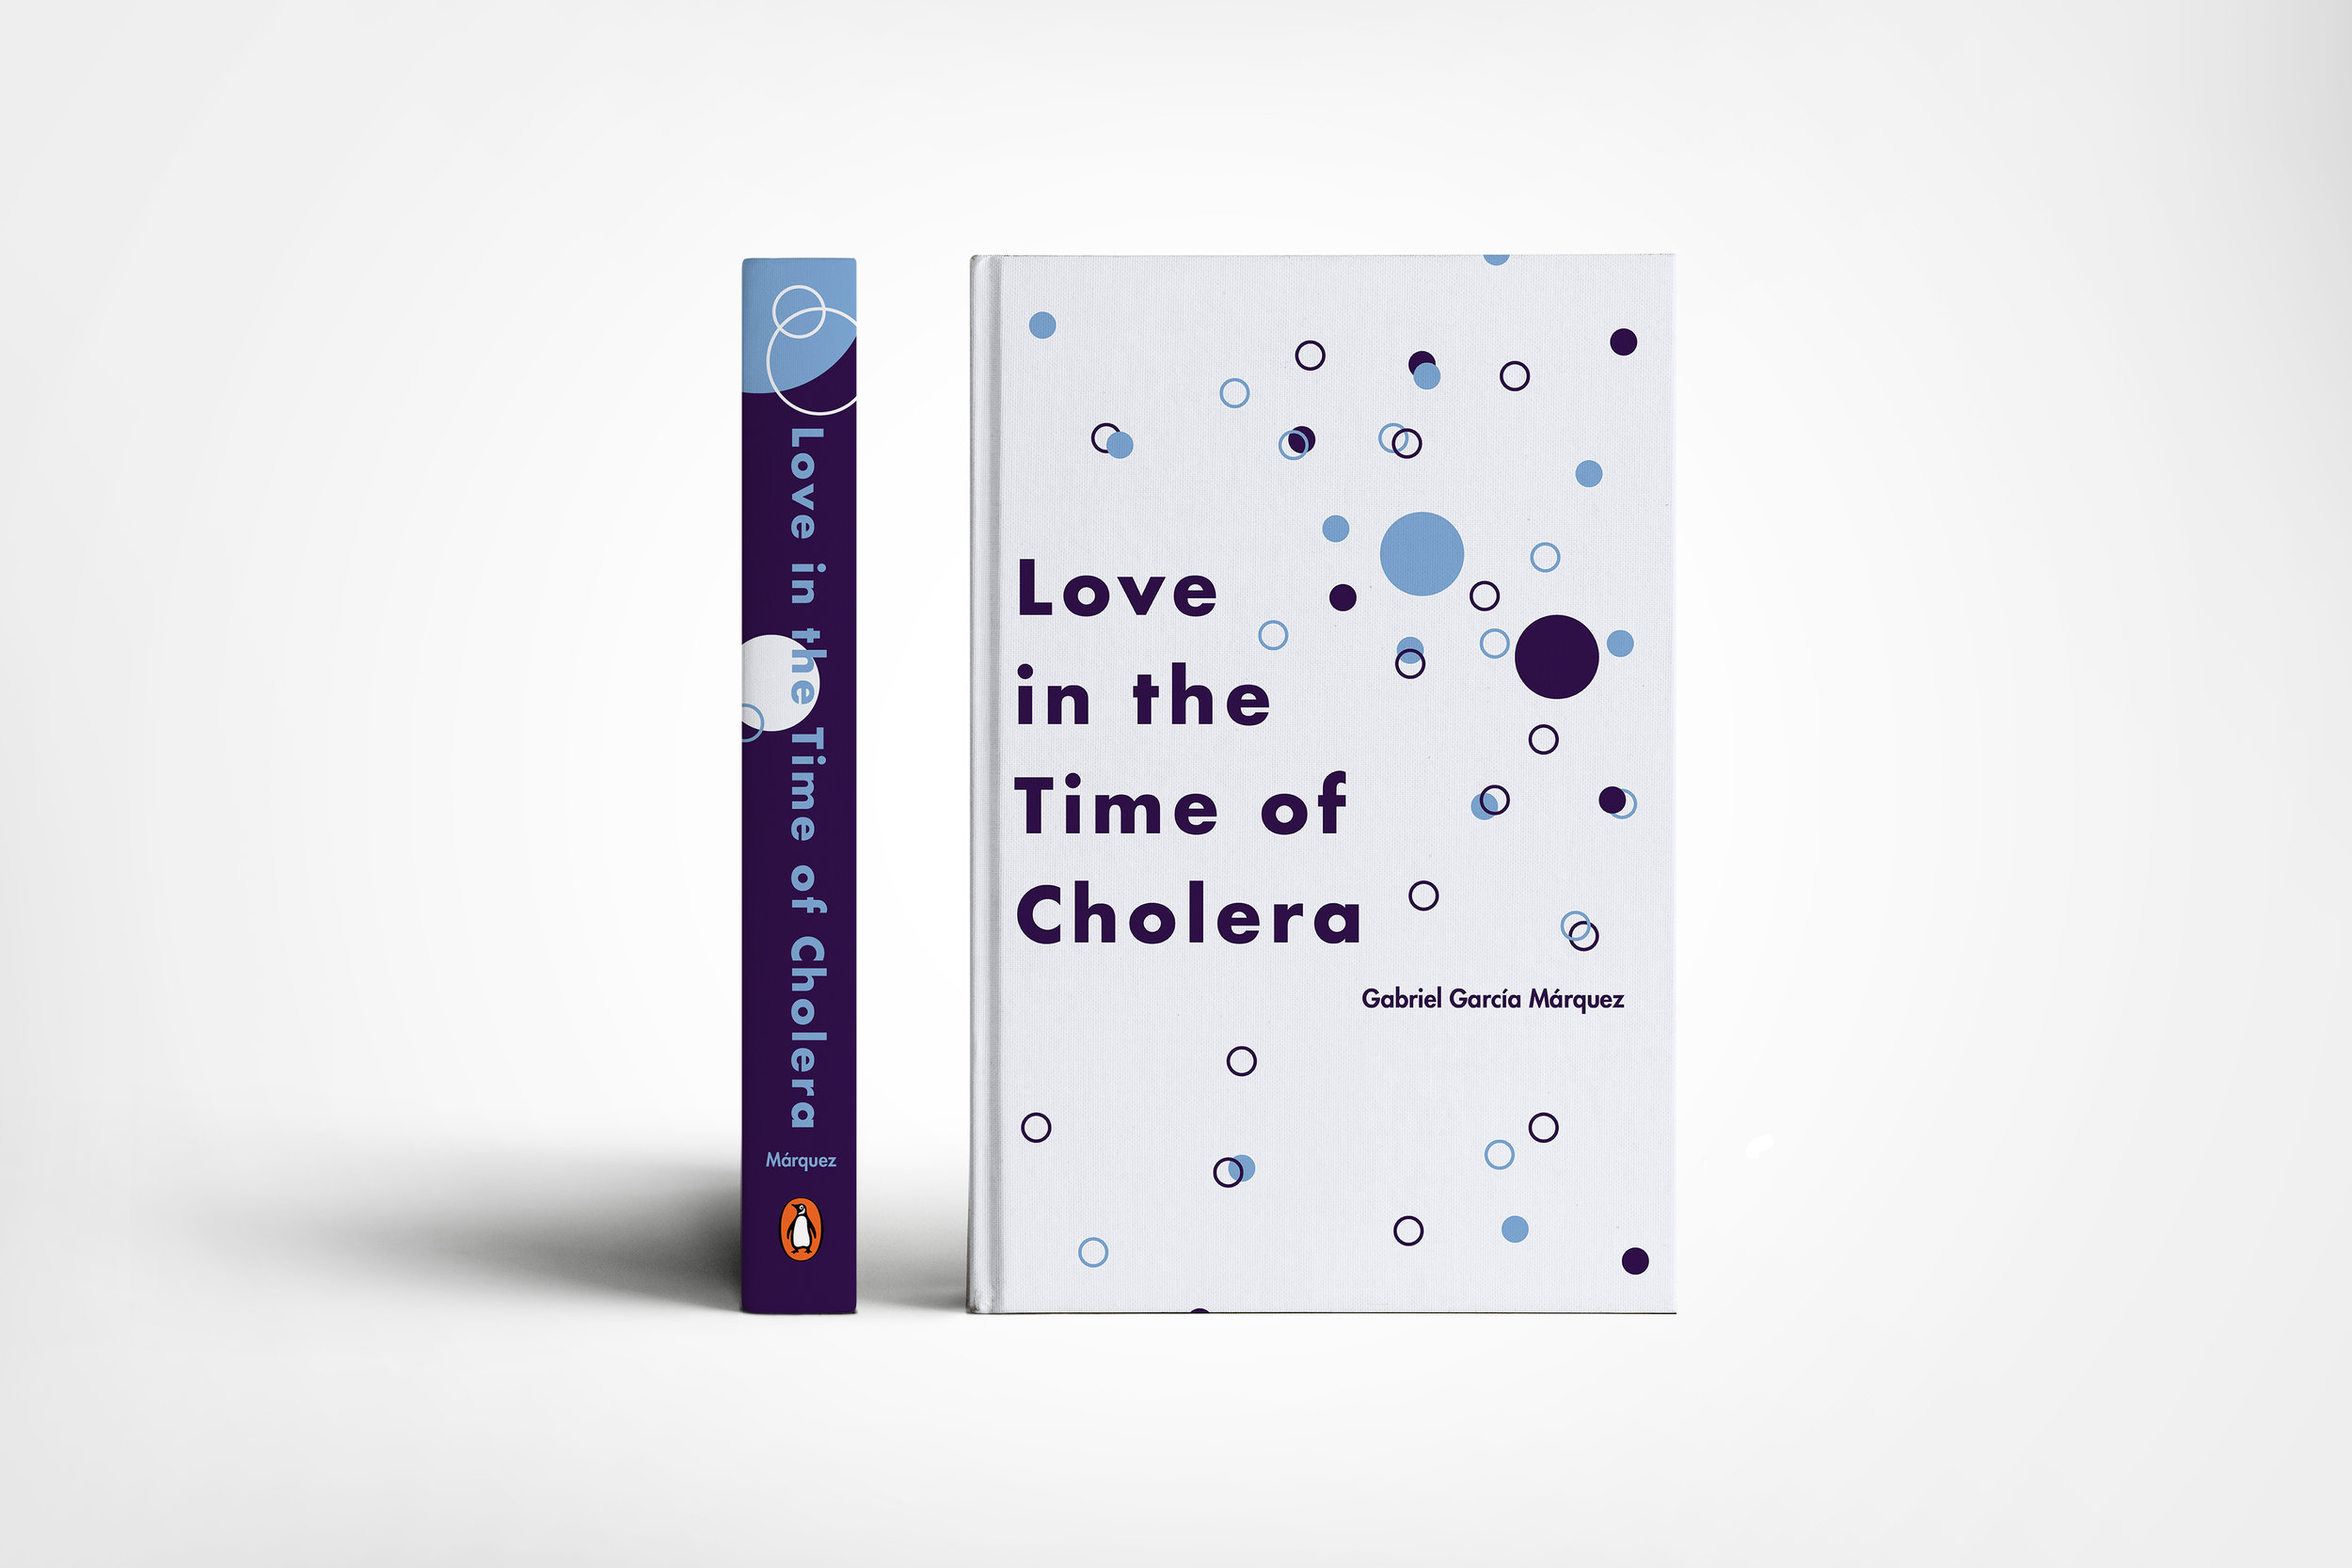 Love in the Time of Cholera
Márquez
Love
in the
Time of
Cholera
Gabriel García Márquez